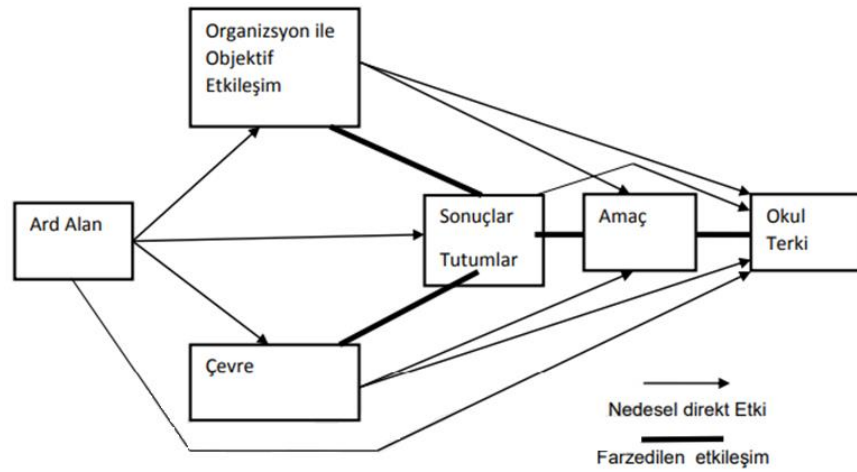 Organizsyon ile
Objektif
Etkileşim
Ard Alan
Sonuçlar
Tutumlar
Amaç
Okul
Terki
Çevre
Nedesel direkt Etki
Farzedilen etkileşim